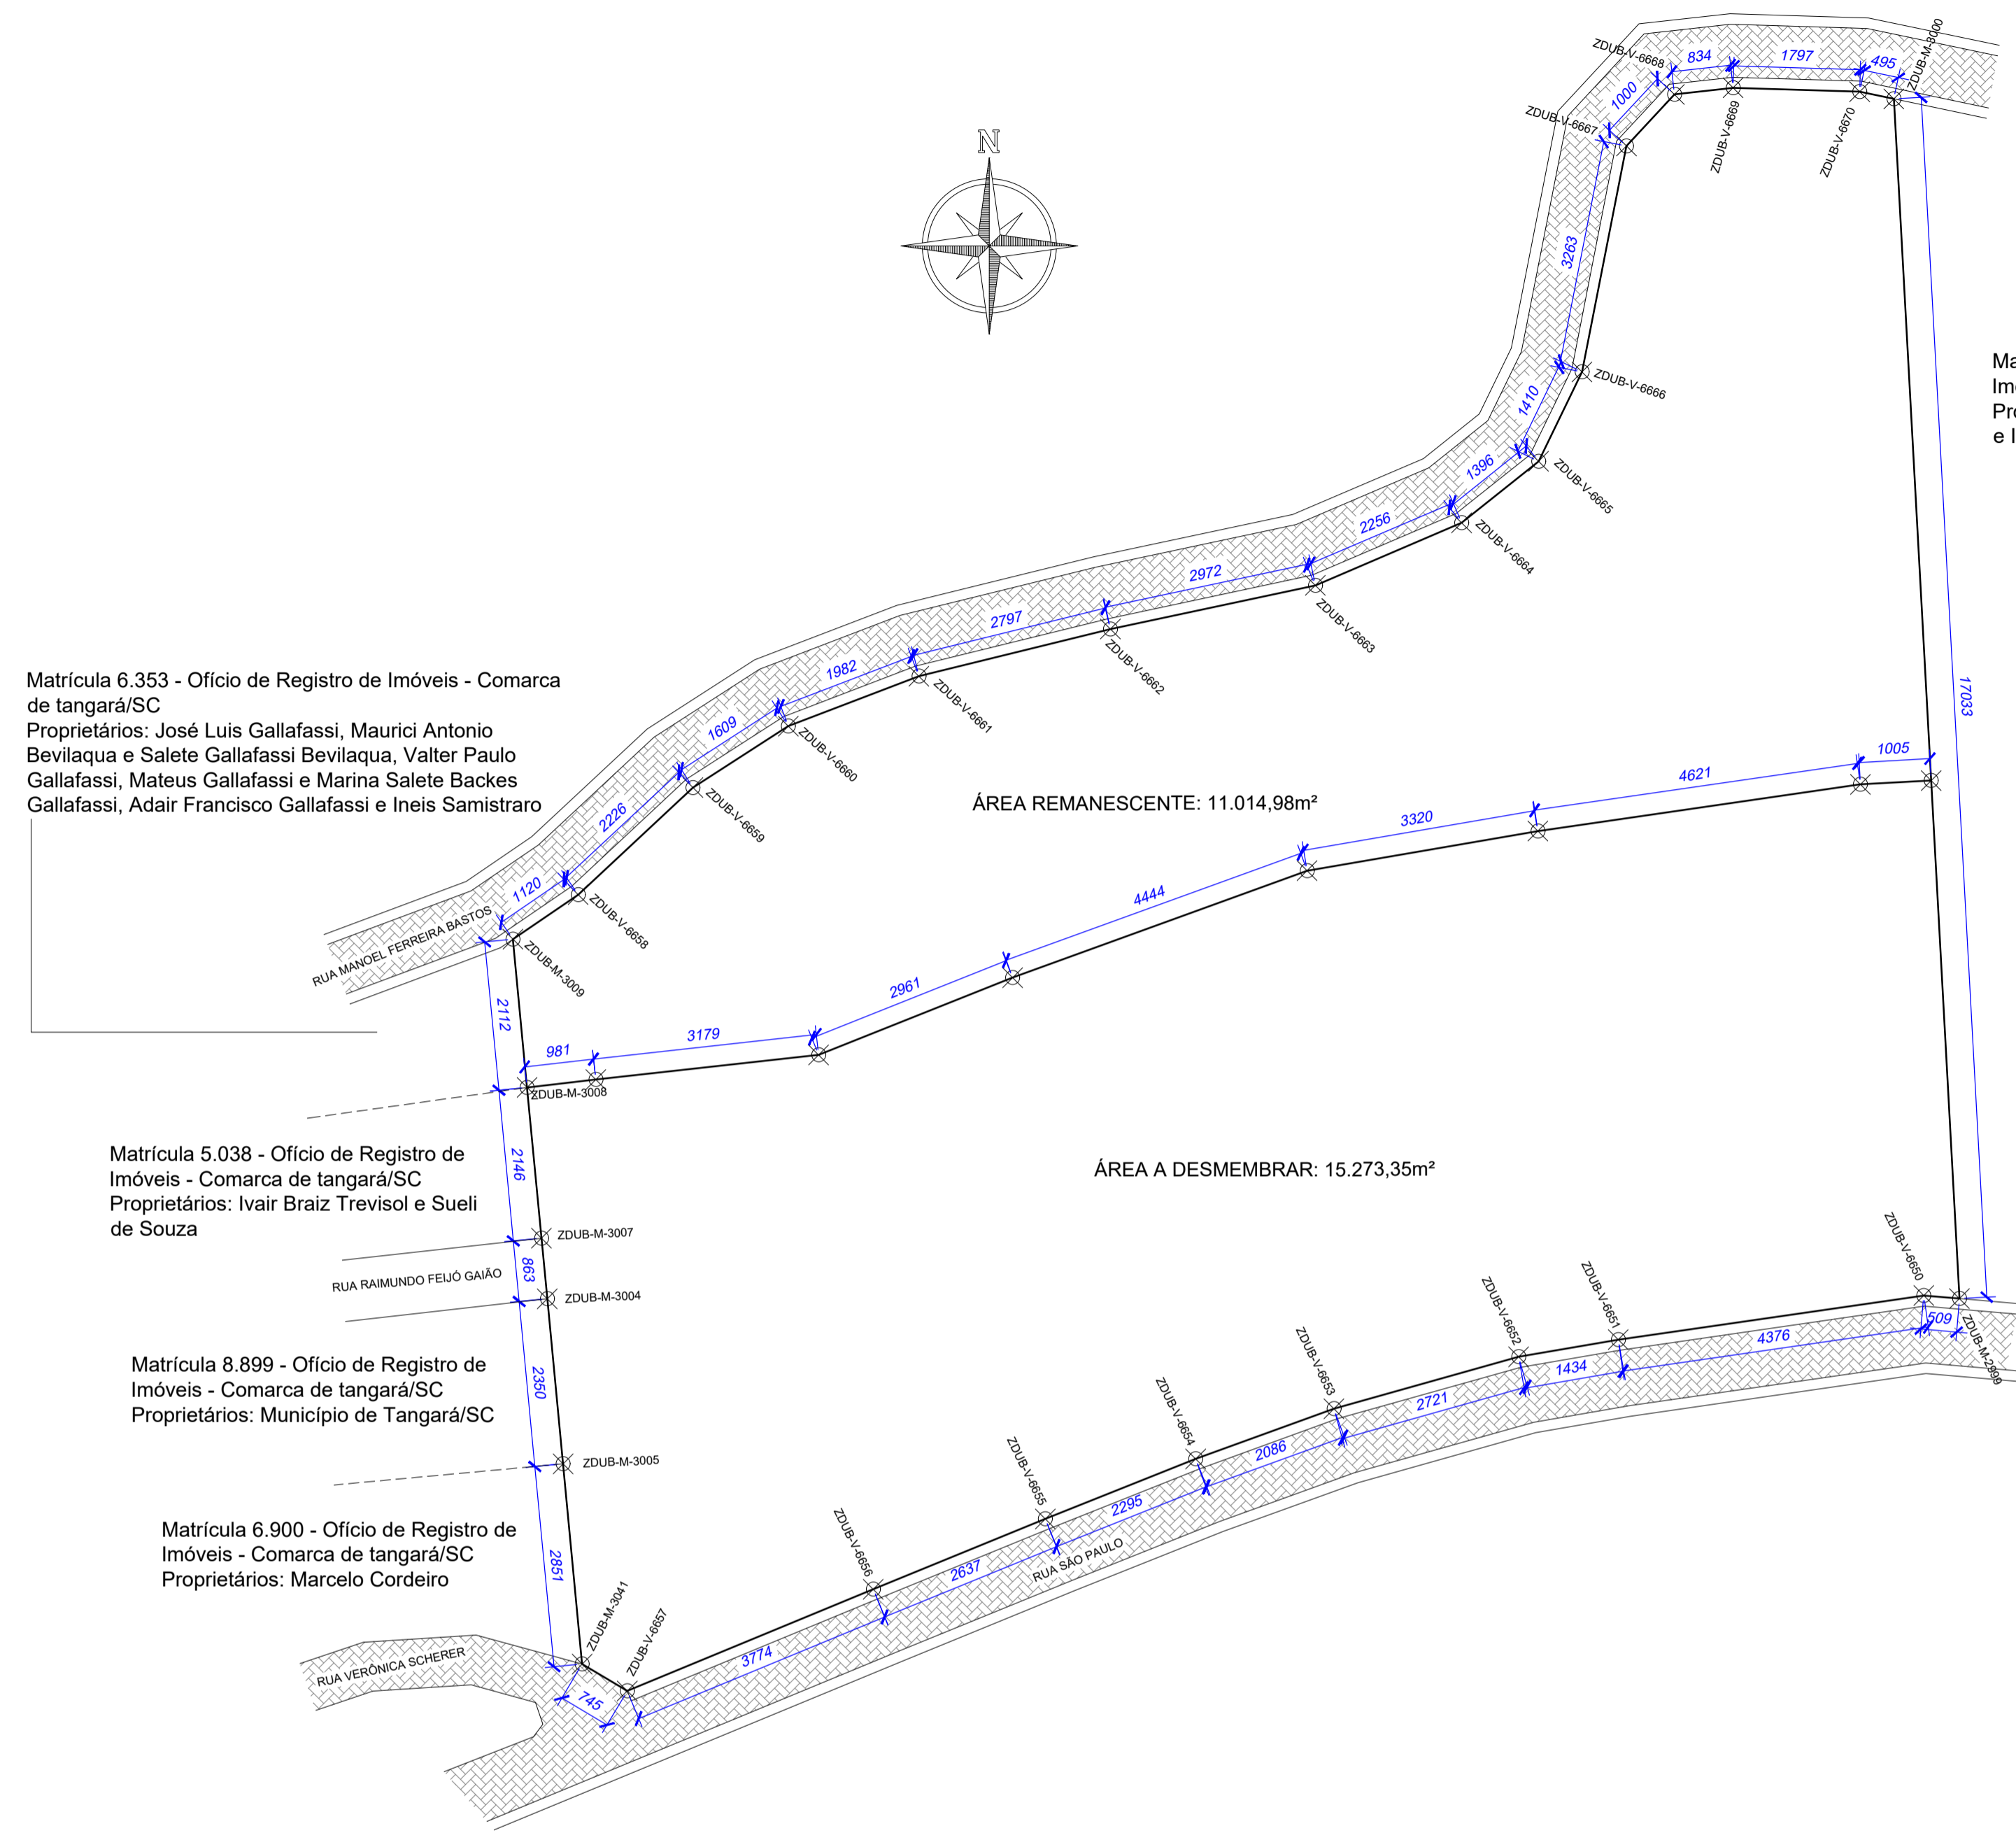 N
ZDUB-V-6668
834
1797
495
ZDUB-M-3000
1000
ZDUB-V-6667
ZDUB-V-6669
ZDUB-V-6670
3263
ZDUB-V-6666
1410
1396
ZDUB-V-6665
2256
ZDUB-V-6664
2972
ZDUB-V-6663
2797
ZDUB-V-6662
1982
ZDUB-V-6661
1609
ZDUB-V-6660
2226
ZDUB-V-6659
1120
ZDUB-V-6658
17033
Matrícula 6.353 - Ofício de Registro de Imóveis - Comarca
de tangará/SC
Proprietários: José Luis Gallafassi, Maurici Antonio
Bevilaqua e Salete Gallafassi Bevilaqua, Valter Paulo
Gallafassi, Mateus Gallafassi e Marina Salete Backes
Gallafassi, Adair Francisco Gallafassi e Ineis Samistraro
ÁREA REMANESCENTE: 11.014,98m²
1005
4621
3320
4444
2961
3179
981
RUA MANOEL FERREIRA BASTOS
ZDUB-M-3009
2112
ZDUB-M-3008
2146
Matrícula 5.038 - Ofício de Registro de
Imóveis - Comarca de tangará/SC
Proprietários: Ivair Braiz Trevisol e Sueli
de Souza
ÁREA A DESMEMBRAR: 15.273,35m²
ZDUB-M-3007
863
RUA RAIMUNDO FEIJÓ GAIÃO
ZDUB-M-3004
2350
Matrícula 8.899 - Ofício de Registro de
Imóveis - Comarca de tangará/SC
Proprietários: Município de Tangará/SC
ZDUB-M-3005
Matrícula 6.900 - Ofício de Registro de
Imóveis - Comarca de tangará/SC
Proprietários: Marcelo Cordeiro
2851
ZDUB-M-3041
ZDUB-V-6657
745
RUA VERÔNICA SCHERER
3774
ZDUB-V-6656
2637
ZDUB-V-6655
RUA SÃO PAULO
2295
ZDUB-V-6654
2086
ZDUB-V-6653
2721
ZDUB-V-6652
1434
ZDUB-V-6651
4376
ZDUB-V-6650
509
ZDUB-M-2999